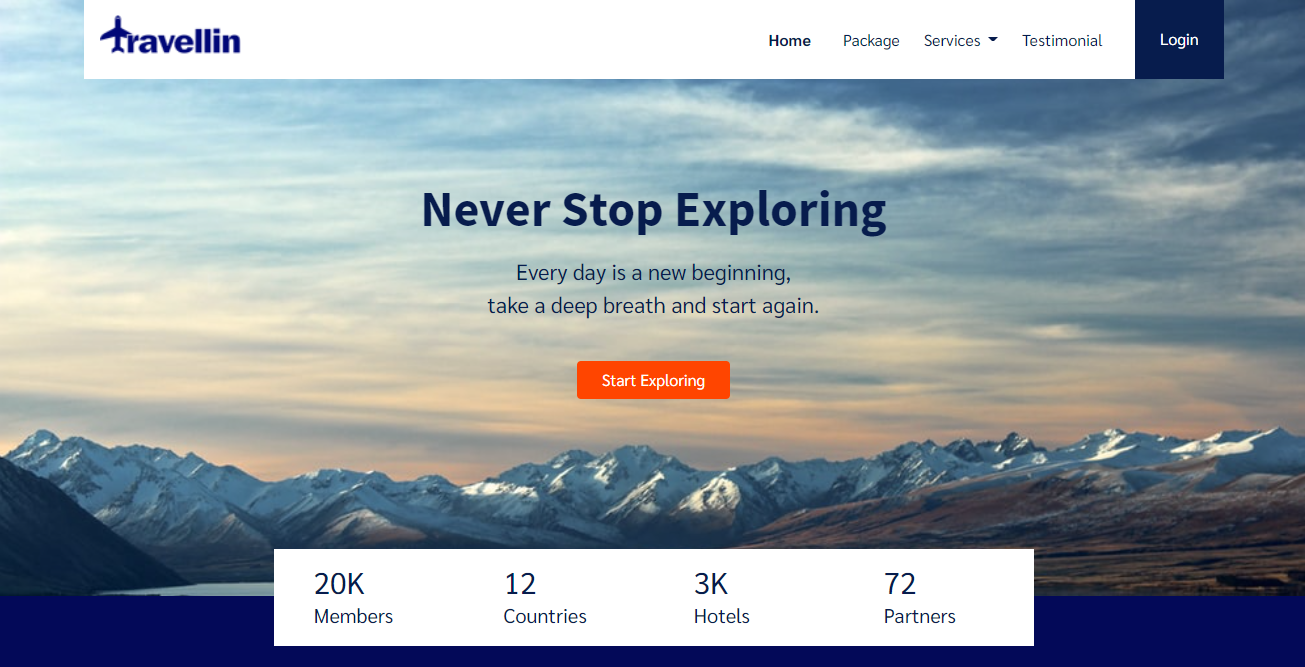 Travellin
Home Package Services Testimonial Login
Never Stop Exploring
Every day is a new beginning,
take a deep breath and start again.
Start Exploring
20K 12 3K 72
Members Countries Hotels Partners